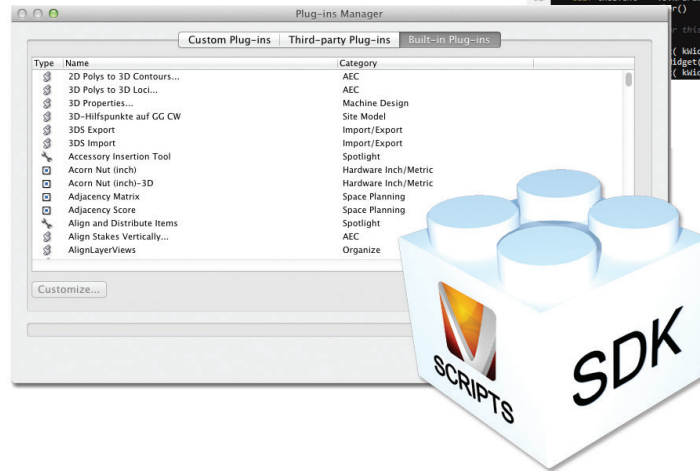 r()
r this
( kWid
idget(
( kWid
Plug-ins Manager
Custom Plug-ins Third-party Plug-ins Built-in Plug-ins
Type Name Category
2D Polys to 3D Contours... AEC
3D Polys to 3D Loci... AEC
3D Properties... Machine Design
3D-Hilfspunkte auf GG CW Site Model
3DS Export Import/Export
3DS Import Import/Export
Accessory Insertion Tool Spotlight
Acorn Nut (inch) Hardware Inch/Metric
Acorn Nut (inch)-3D Hardware Inch/Metric
Adjacency Matrix Space Planning
Adjacency Score Space Planning
Align and Distribute Items Spotlight
Align Stakes Vertically... AEC
AlignLayerViews Organize
Customize...
SCRIPTS
SDK